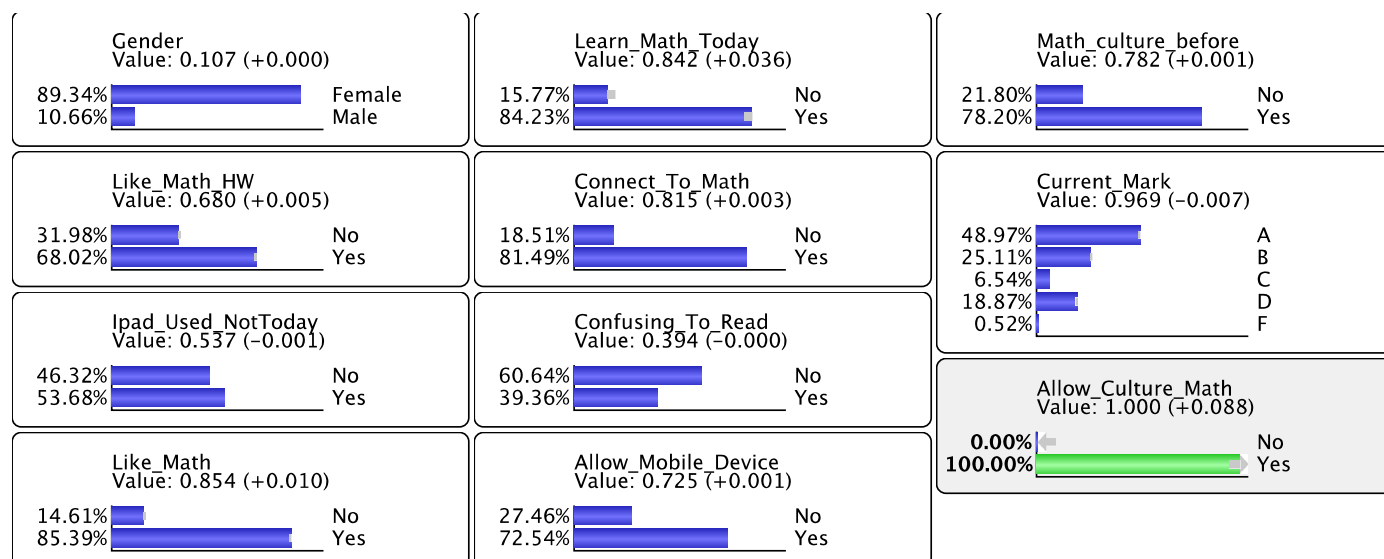 Gender
Value: 0.107 (+0.000)
89.34% Female
10.66% Male
Like_Math_HW
Value: 0.680 (+0.005)
31.98% No
68.02% Yes
Ipad_Used_NotToday
Value: 0.537 (−0.001)
46.32% No
53.68% Yes
Like_Math
Value: 0.854 (+0.010)
14.61% No
85.39% Yes
Learn_Math_Today
Value: 0.842 (+0.036)
15.77% No
84.23% Yes
Connect_To_Math
Value: 0.815 (+0.003)
18.51% No
81.49% Yes
Confusing_To_Read
Value: 0.394 (−0.000)
60.64% No
39.36% Yes
Allow_Mobile_Device
Value: 0.725 (+0.001)
27.46% No
72.54% Yes
Math_culture_before
Value: 0.782 (+0.001)
21.80% No
78.20% Yes
Current_Mark
Value: 0.969 (−0.007)
48.97% A
25.11% B
6.54% C
18.87% D
0.52% F
Allow_Culture_Math
Value: 1.000 (+0.088)
0.00% No
100.00% Yes